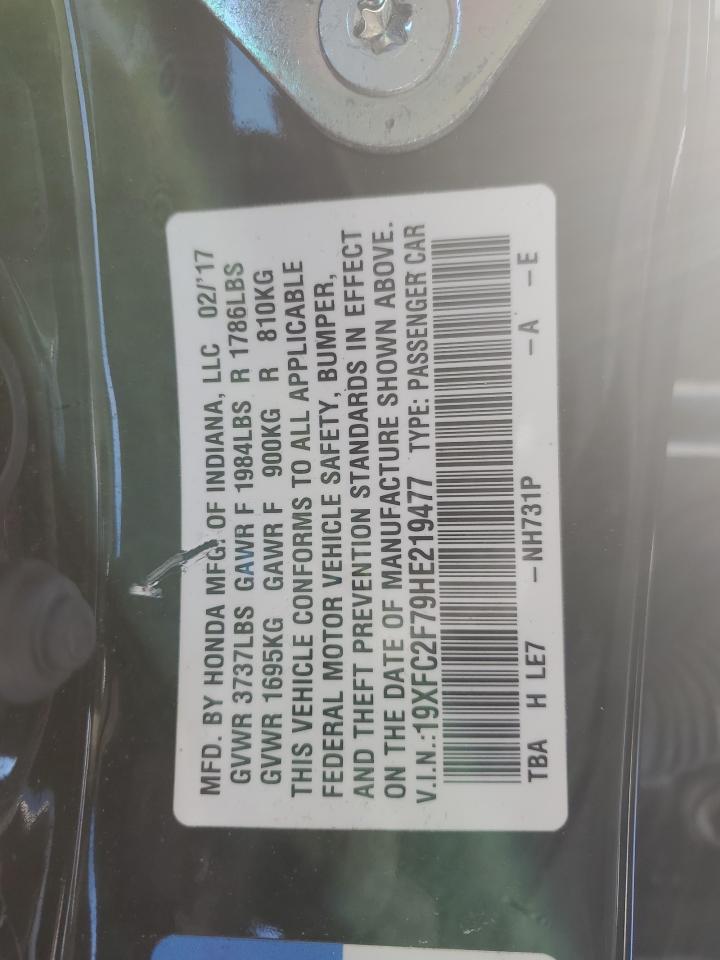 MFD. BY HONDA MFG. OF INDIANA, LLC 02/'17
GVWR 3737LBS GAWR F 1984LBS R 1786LBS
GVWR 1695KG GAWR F 900KG R 810KG
THIS VEHICLE CONFORMS TO ALL APPLICABLE
FEDERAL MOTOR VEHICLE SAFETY, BUMPER,
AND THEFT PREVENTION STANDARDS IN EFFECT
ON THE DATE OF MANUFACTURE SHOWN ABOVE.
V.I.N.:19XFC2F79HE219477 TYPE: PASSENGER CAR
TBA H LE7 –NH731P –A –E